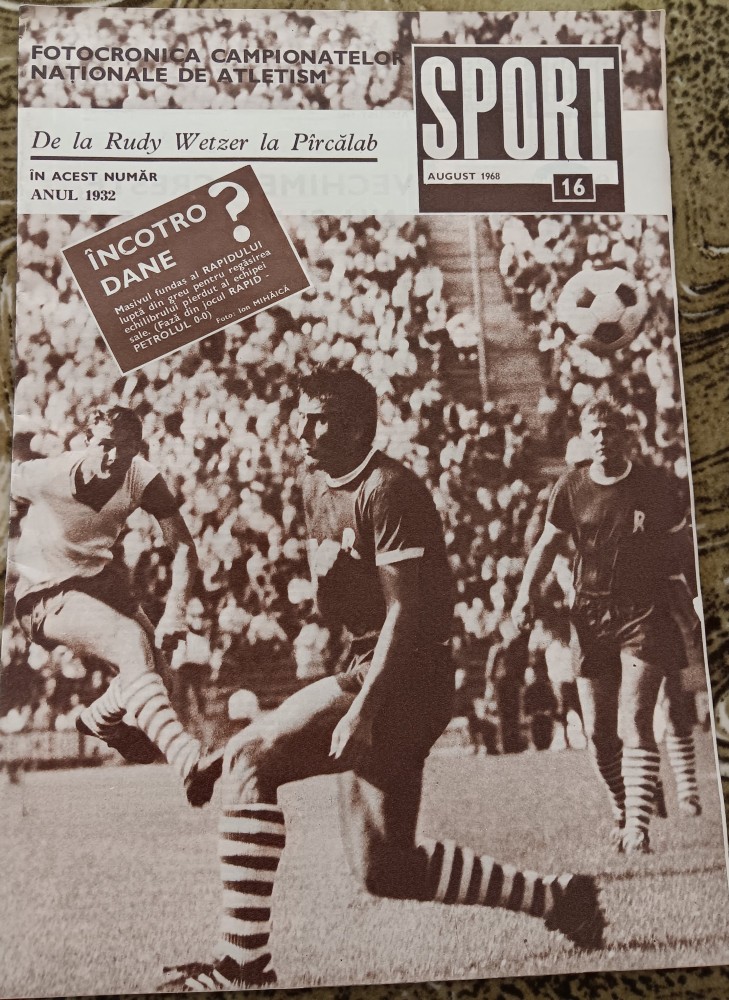 FOTOCRONICA CAMPIONATELOR
NAȚIONALE DE ATLETISM
SPORT
AUGUST 1968
16
De la Rudy Wetzer la Pîrcălab
ÎN ACEST NUMĂR
ANUL 1932
ÎNCOTRO
DANE ?
Masivul fundaș al RAPIDULUI
luptă din greu pentru regăsirea
echilibrului pierdut al echipei
sale. (Fază din jocul RAPID -
PETROLUL 0-0) Foto: Ion MIHĂICĂ
R
R